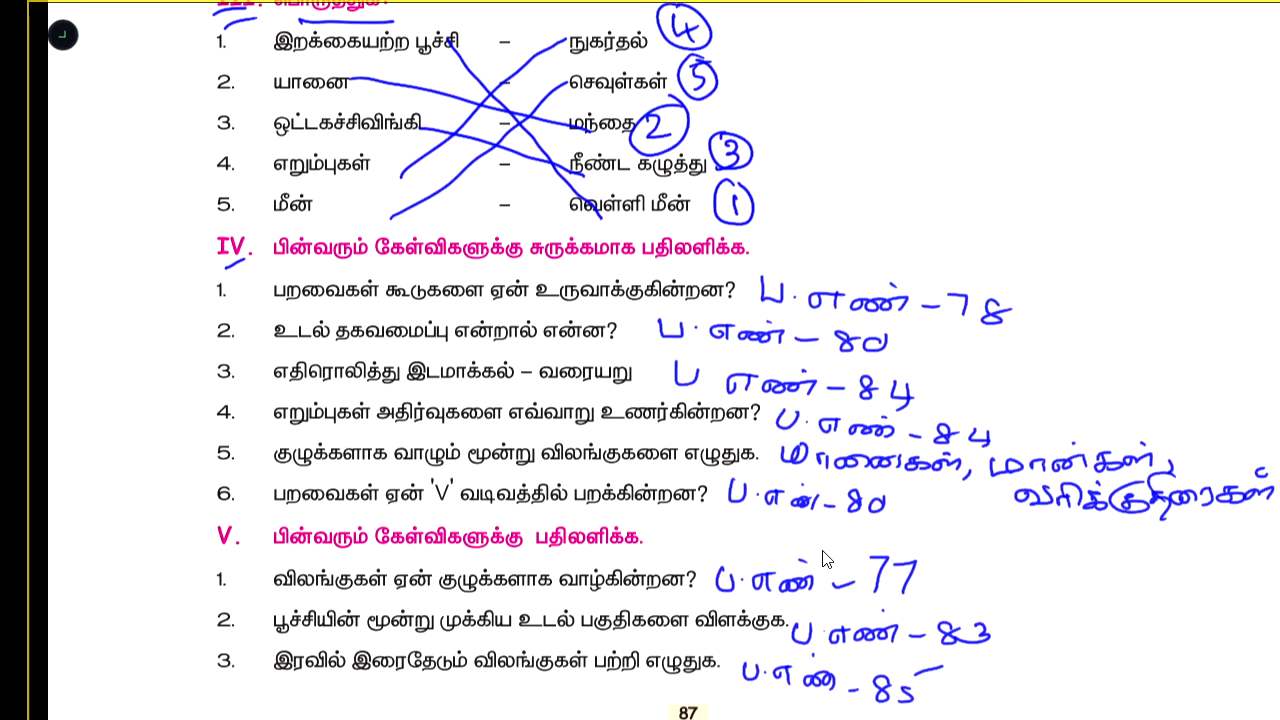 III. பொருத்துக.
1. இறக்கையற்ற பூச்சி – நுகர்தல் 4
2. யானை – செவுள்கள் 5
3. ஒட்டகச்சிவிங்கி – மந்தை 2
4. எறும்புகள் – நீண்ட கழுத்து 3
5. மீன் – வெள்ளி மீன் 1
IV. பின்வரும் கேள்விகளுக்கு சுருக்கமாக பதிலளிக்க.
1. பறவைகள் கூடுகளை ஏன் உருவாக்குகின்றன? ப. எண் – 78
2. உடல் தகவமைப்பு என்றால் என்ன? ப. எண் – 80
3. எதிரொலித்து இடமாக்கல் – வரையறு ப எண் – 84
4. எறும்புகள் அதிர்வுகளை எவ்வாறு உணர்கின்றன? ப. எண் – 84
5. குழுக்களாக வாழும் மூன்று விலங்குகளை எழுதுக. யானைகள், மான்கள்,
வரிக்குதிரைகள்
6. பறவைகள் ஏன் 'V' வடிவத்தில் பறக்கின்றன? ப. எண் – 80
V. பின்வரும் கேள்விகளுக்கு பதிலளிக்க.
1. விலங்குகள் ஏன் குழுக்களாக வாழ்கின்றன? ப. எண் – 77
2. பூச்சியின் மூன்று முக்கிய உடல் பகுதிகளை விளக்குக. ப எண் – 83
3. இரவில் இரைதேடும் விலங்குகள் பற்றி எழுதுக. ப. எண் – 85
87